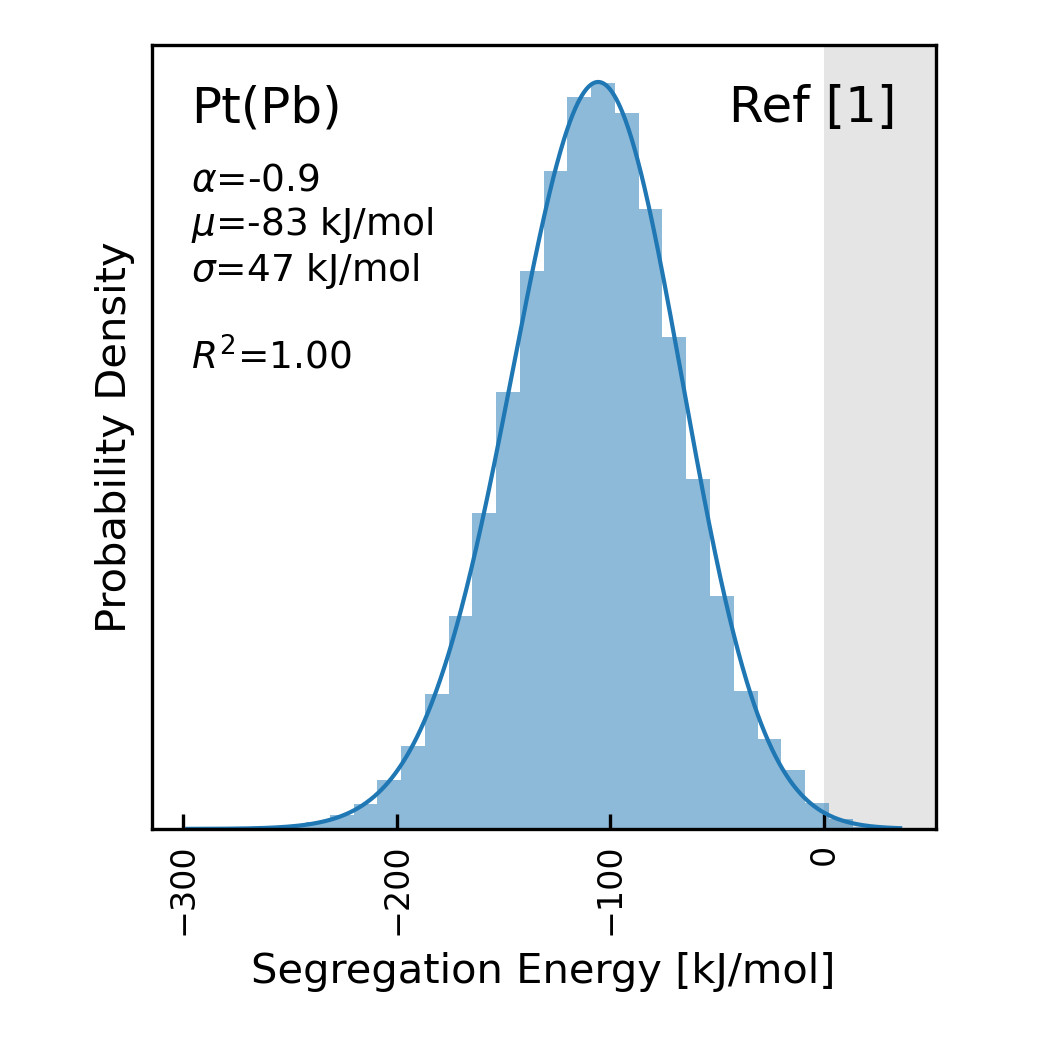 Pt(Pb)
Ref [1]
α=-0.9
μ=-83 kJ/mol
σ=47 kJ/mol
R²=1.00
Probability Density
−300
−200
−100
0
Segregation Energy [kJ/mol]